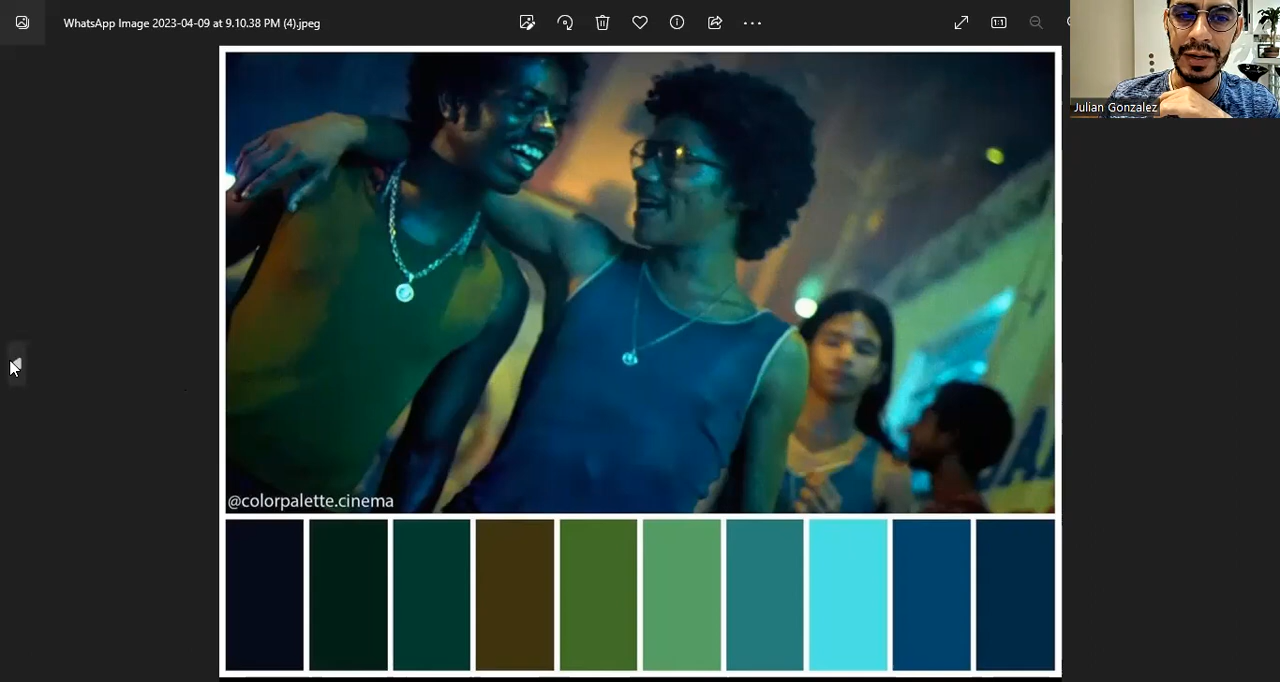 WhatsApp Image 2023-04-09 at 9.10.38 PM (4).jpeg
Julian Gonzalez
@colorpalette.cinema